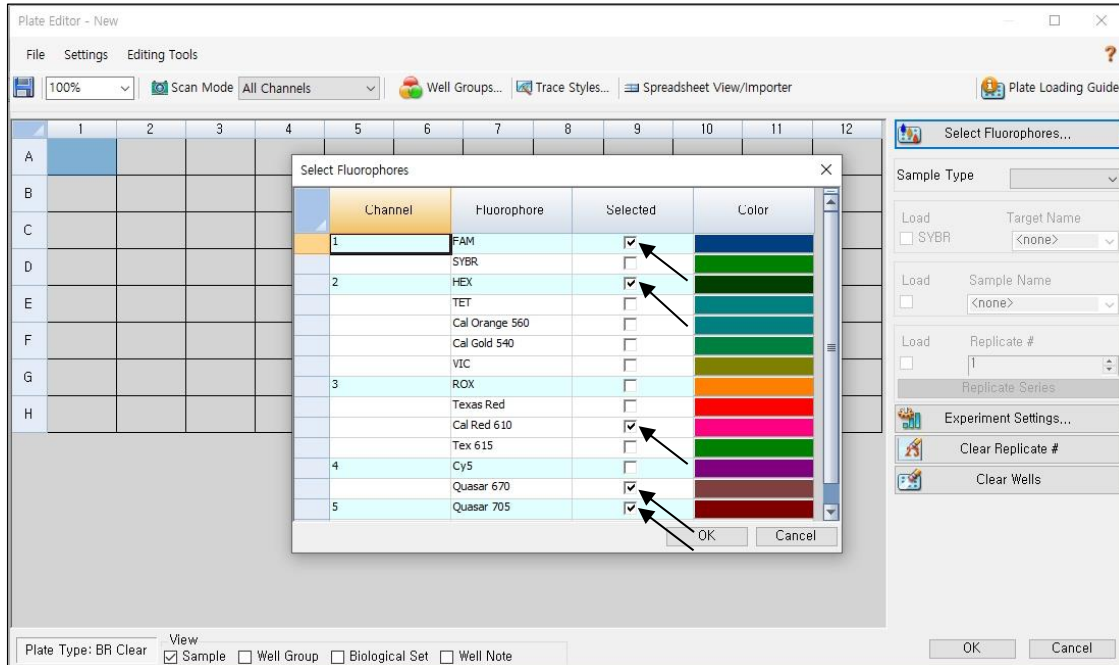 Plate Editor - New
File Settings Editing Tools ?
100% Scan Mode All Channels Well Groups... Trace Styles... Spreadsheet View/Importer Plate Loading Guide
1 2 3 4 5 6 7 8 9 10 11 12
A
B
C
D
E
F
G
H
Select Fluorophores
Channel Fluorophore Selected Color
1 FAM
SYBR
2 HEX
TET
Cal Orange 560
Cal Gold 540
VIC
3 ROX
Texas Red
Cal Red 610
Tex 615
4 Cy5
Quasar 670
5 Quasar 705
OK Cancel
Select Fluorophores...
Sample Type
Load Target Name
SYBR <none>
Load Sample Name
<none>
Load Replicate #
1
Replicate Series
Experiment Settings...
Clear Replicate #
Clear Wells
Plate Type: BR Clear
View
Sample Well Group Biological Set Well Note
OK Cancel